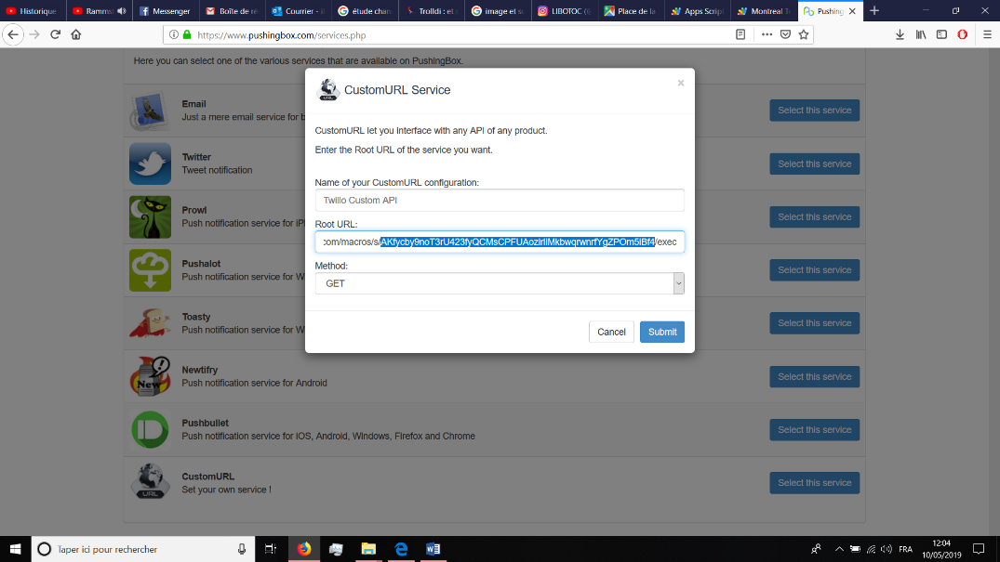 Historique
Rammst
Messenger
Boîte de ré
Courrier - é
étude chan
Trolldi : et s
image et s
LIBOTOC (@
Place de la
Apps Script
Montreal T
Pushing
https://www.pushingbox.com/services.php
Here you can select one of the various services that are available on PushingBox.
Email
Just a mere email service for b
Select this service
Twitter
Tweet notification
Select this service
Prowl
Push notification service for iP
Select this service
Pushalot
Push notification service for W
Select this service
Toasty
Push notification service for W
Select this service
Newtifry
Push notification service for Android
Select this service
Pushbullet
Push notification service for iOS, Android, Windows, Firefox and Chrome
Select this service
CustomURL
Set your own service !
Select this service
New
URL
URL
CustomURL Service
×
CustomURL let you interface with any API of any product.
Enter the Root URL of the service you want.
Name of your CustomURL configuration:
Twilio Custom API
Root URL:
:om/macros/s/AKfycby9noT3rU423fyQCMsCPFUAozlrIiMkbwqrwnrfYgZPOm5iBf4/exec
Method:
GET
Cancel
Submit
Taper ici pour rechercher
FRA
12:04
10/05/2019